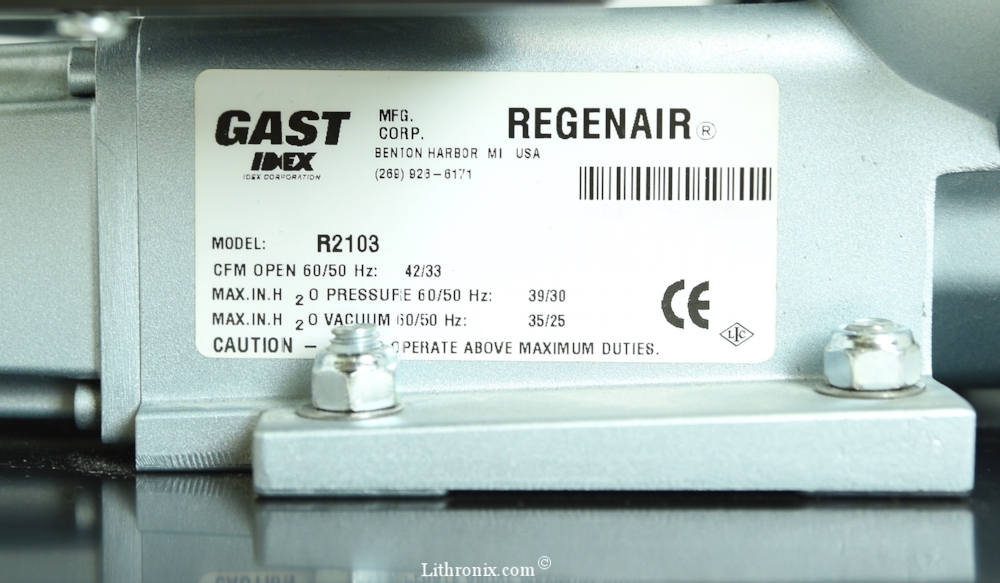 GAST
IDEX
IDEX CORPORATION
MFG.
CORP.
BENTON HARBOR MI USA
(269) 926-6171
REGENAIR®
MODEL: R2103
CFM OPEN 60/50 Hz: 42/33
MAX.IN.H 2O PRESSURE 60/50 Hz: 39/30
MAX.IN.H 2O VACUUM 60/50 Hz: 35/25
CAUTION – OPERATE ABOVE MAXIMUM DUTIES.
CE
Lithronix.com ©